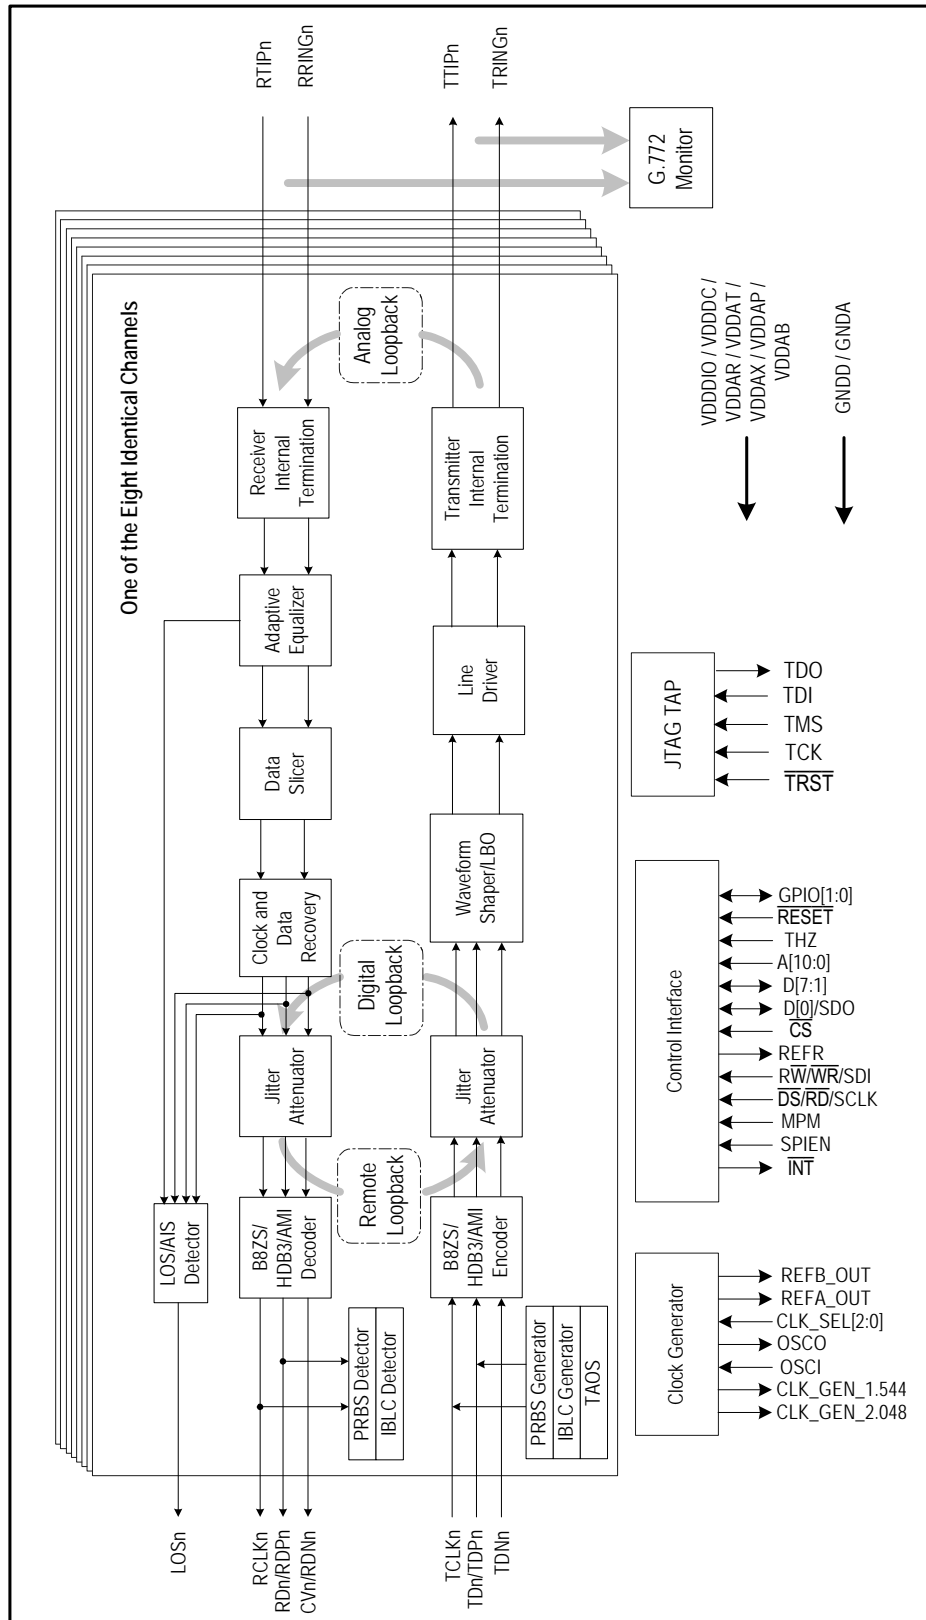 One of the Eight Identical Channels
RTIPn
RRINGn
TTIPn
TRINGn
G.772
Monitor
Analog
Loopback
Receiver
Internal
Termination
Transmitter
Internal
Termination
Adaptive
Equalizer
Line
Driver
Data
Slicer
Clock and
Data
Recovery
Waveform
Shaper/LBO
Digital
Loopback
Jitter
Attenuator
Jitter
Attenuator
Remote
Loopback
LOS/AIS
Detector
B8ZS/
HDB3/AMI
Decoder
B8ZS/
HDB3/AMI
Encoder
PRBS Detector
IBLC Detector
PRBS Generator
IBLC Generator
TAOS
LOSn
RCLKn
RDn/RDPn
CVn/RDNn
TCLKn
TDn/TDPn
TDNn
VDDDIO / VDDDC /
VDDAR / VDDAT /
VDDAX / VDDAP /
VDDAB
GNDD / GNDA
JTAG TAP
TDO
TDI
TMS
TCK
TRST
Control Interface
GPIO[1:0]
RESET
THZ
A[10:0]
D[7:1]
D[0]/SDO
CS
REFR
RW/WR/SDI
DS/RD/SCLK
MPM
SPIEN
INT
Clock Generator
REFB_OUT
REFA_OUT
CLK_SEL[2:0]
OSCO
OSCI
CLK_GEN_1.544
CLK_GEN_2.048